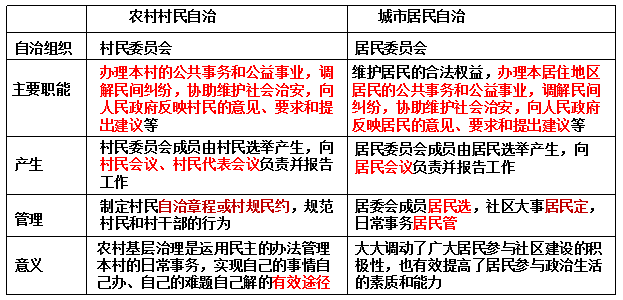 农村村民自治 城市居民自治
自治组织 村民委员会 居民委员会
主要职能
办理本村的公共事务和公益事业，调
解民间纠纷，协助维护社会治安，向
人民政府反映村民的意见、要求和提
出建议等
维护居民的合法权益，办理本居住地区
居民的公共事务和公益事业，调解民间
纠纷，协助维护社会治安，向人民政府
反映居民的意见、要求和提出建议等
产生
村民委员会成员由村民选举产生，向
村民会议、村民代表会议负责并报告
工作
居民委员会成员由居民选举产生，向
居民会议负责并报告工作
管理
制定村民自治章程或村规民约，规范
村民和村干部的行为
居委会成员居民选，社区大事居民定，
日常事务居民管
意义
农村基层治理是运用民主的办法管理
本村的日常事务，实现自己的事情自
己办、自己的难题自己解的有效途径
大大调动了广大居民参与社区建设的积
极性，也有效提高了居民参与政治生活
的素质和能力